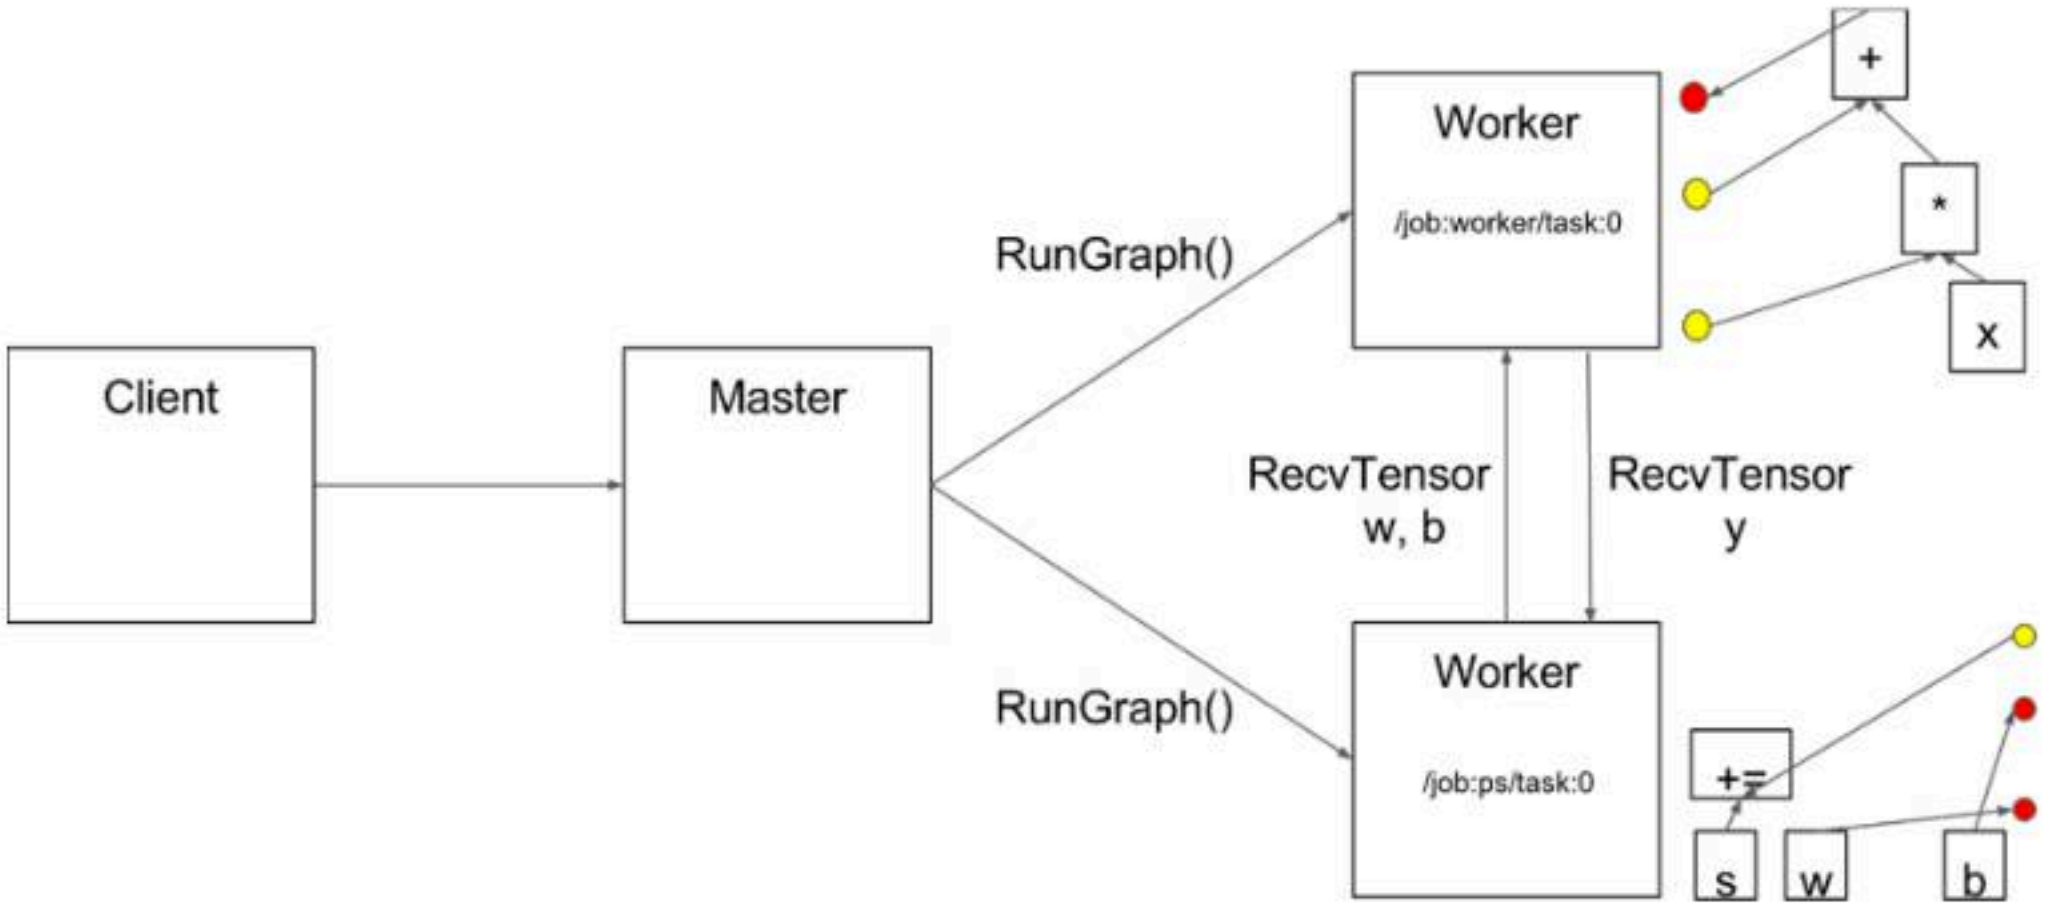 Client
Master
RunGraph()
RunGraph()
Worker
/job:worker/task:0
RecvTensor
w, b
RecvTensor
y
Worker
/job:ps/task:0
+
*
x
+=
s
w
b